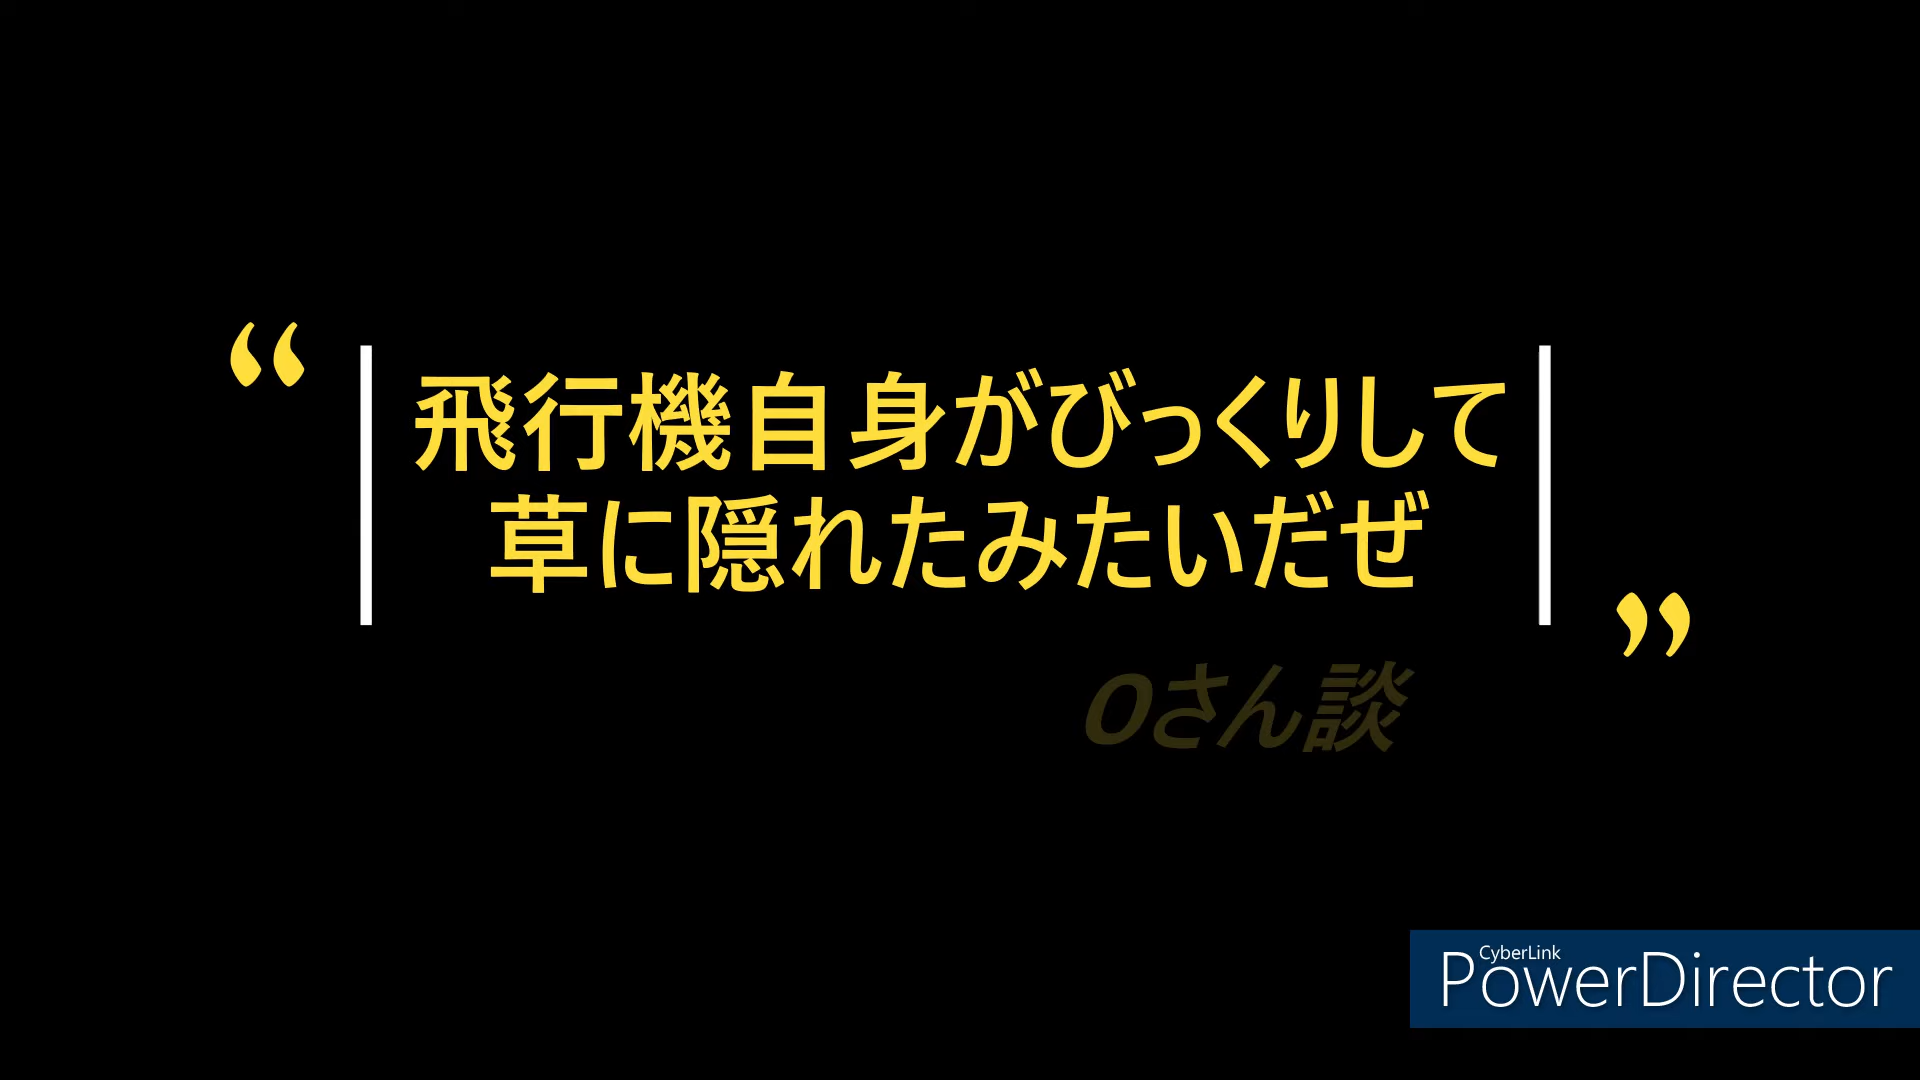 “
飛行機自身がびっくりして
草に隠れたみたいだぜ
”
Oさん談
CyberLink
PowerDirector